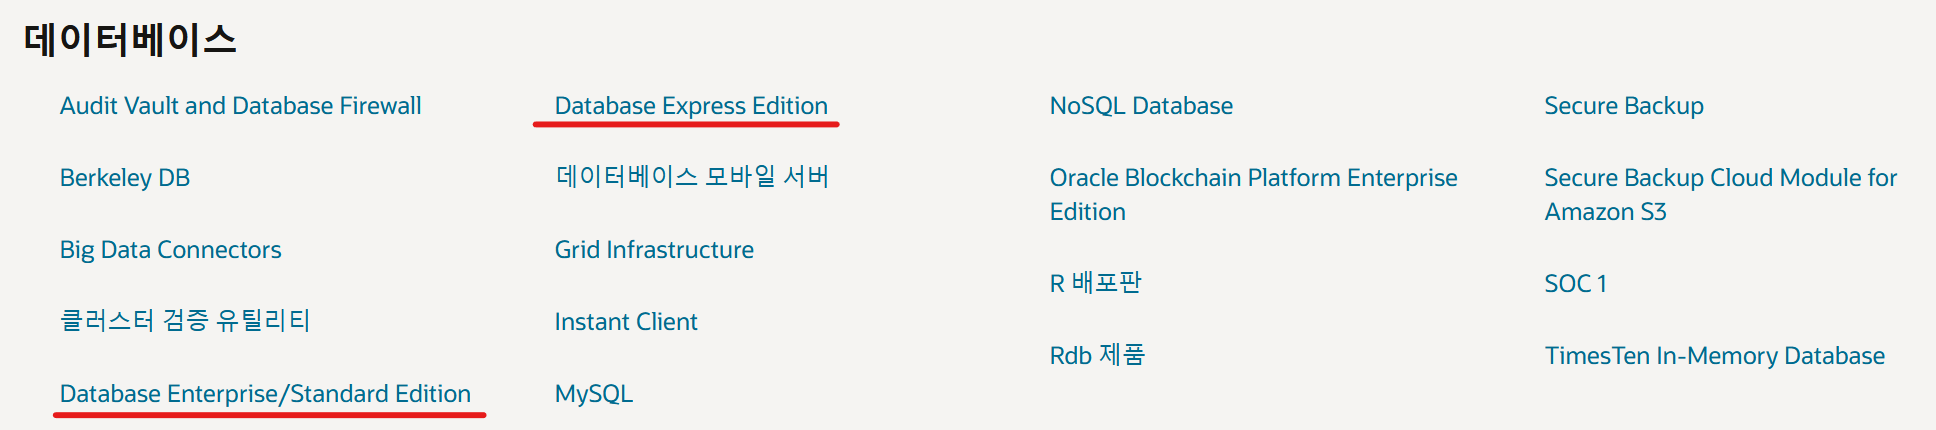 데이터베이스
Audit Vault and Database Firewall
Berkeley DB
Big Data Connectors
클러스터 검증 유틸리티
Database Enterprise/Standard Edition
Database Express Edition
데이터베이스 모바일 서버
Grid Infrastructure
Instant Client
MySQL
NoSQL Database
Oracle Blockchain Platform Enterprise
Edition
R 배포판
Rdb 제품
Secure Backup
Secure Backup Cloud Module for
Amazon S3
SOC 1
TimesTen In-Memory Database